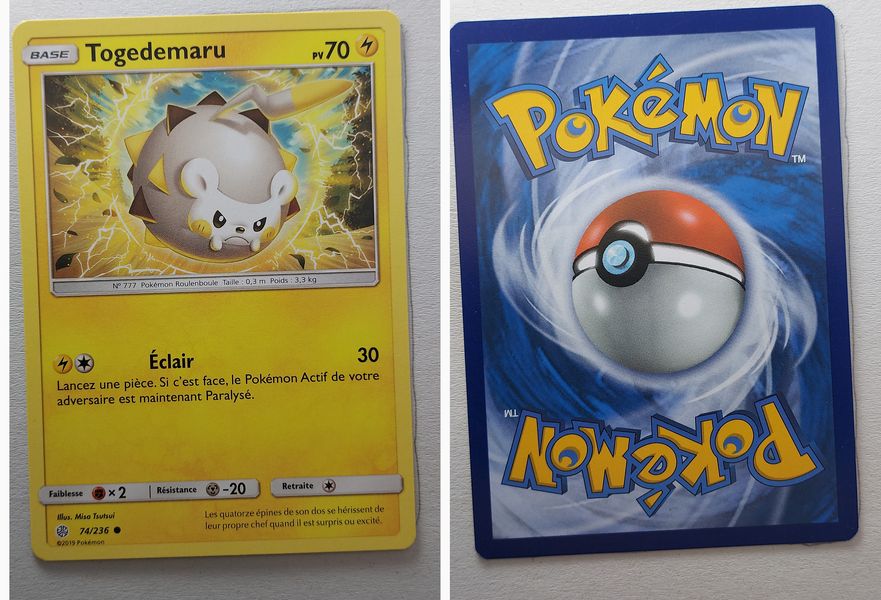 BASE Togedemaru PV70
N° 777 Pokémon Roulenboule Taille : 0,3 m Poids : 3,3 kg
Éclair 30
Lancez une pièce. Si c'est face, le Pokémon Actif de votre
adversaire est maintenant Paralysé.
Faiblesse ×2 Résistance -20 Retraite
Illus. Misa Tsutsui
74/236
©2019 Pokémon
Les quatorze épines de son dos se hérissent de
leur propre chef quand il est surpris ou excité.
POKéMON
TM
TM
POKéMON